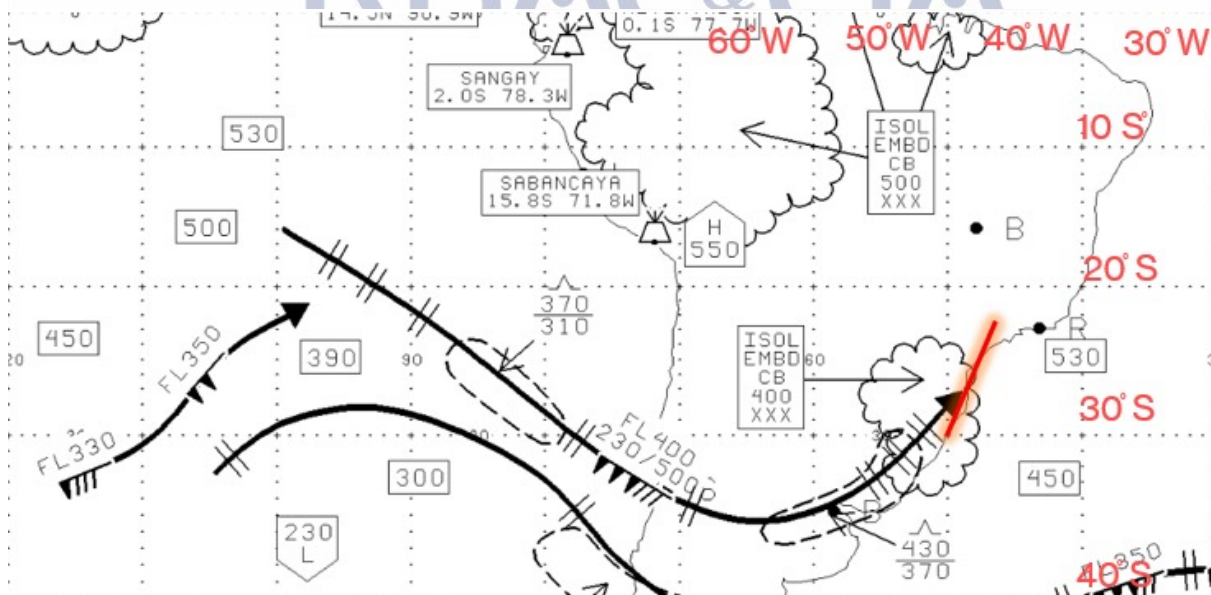 14.5N 90.9W
0.1S 77.7W
60°W
50°W
40°W
30°W
SANGAY
2.0S 78.3W
530
ISOL
EMBD
CB
500
XXX
10 S°
SABANCAYA
15.8S 71.8W
500
H
550
B
20°S
370
310
450
FL350
390
90
ISOL
EMBD
CB
400
XXX
60
R
530
20
30°S
FL330
FL400
230/500
300
450
230
L
B
430
370
FL350
40°S